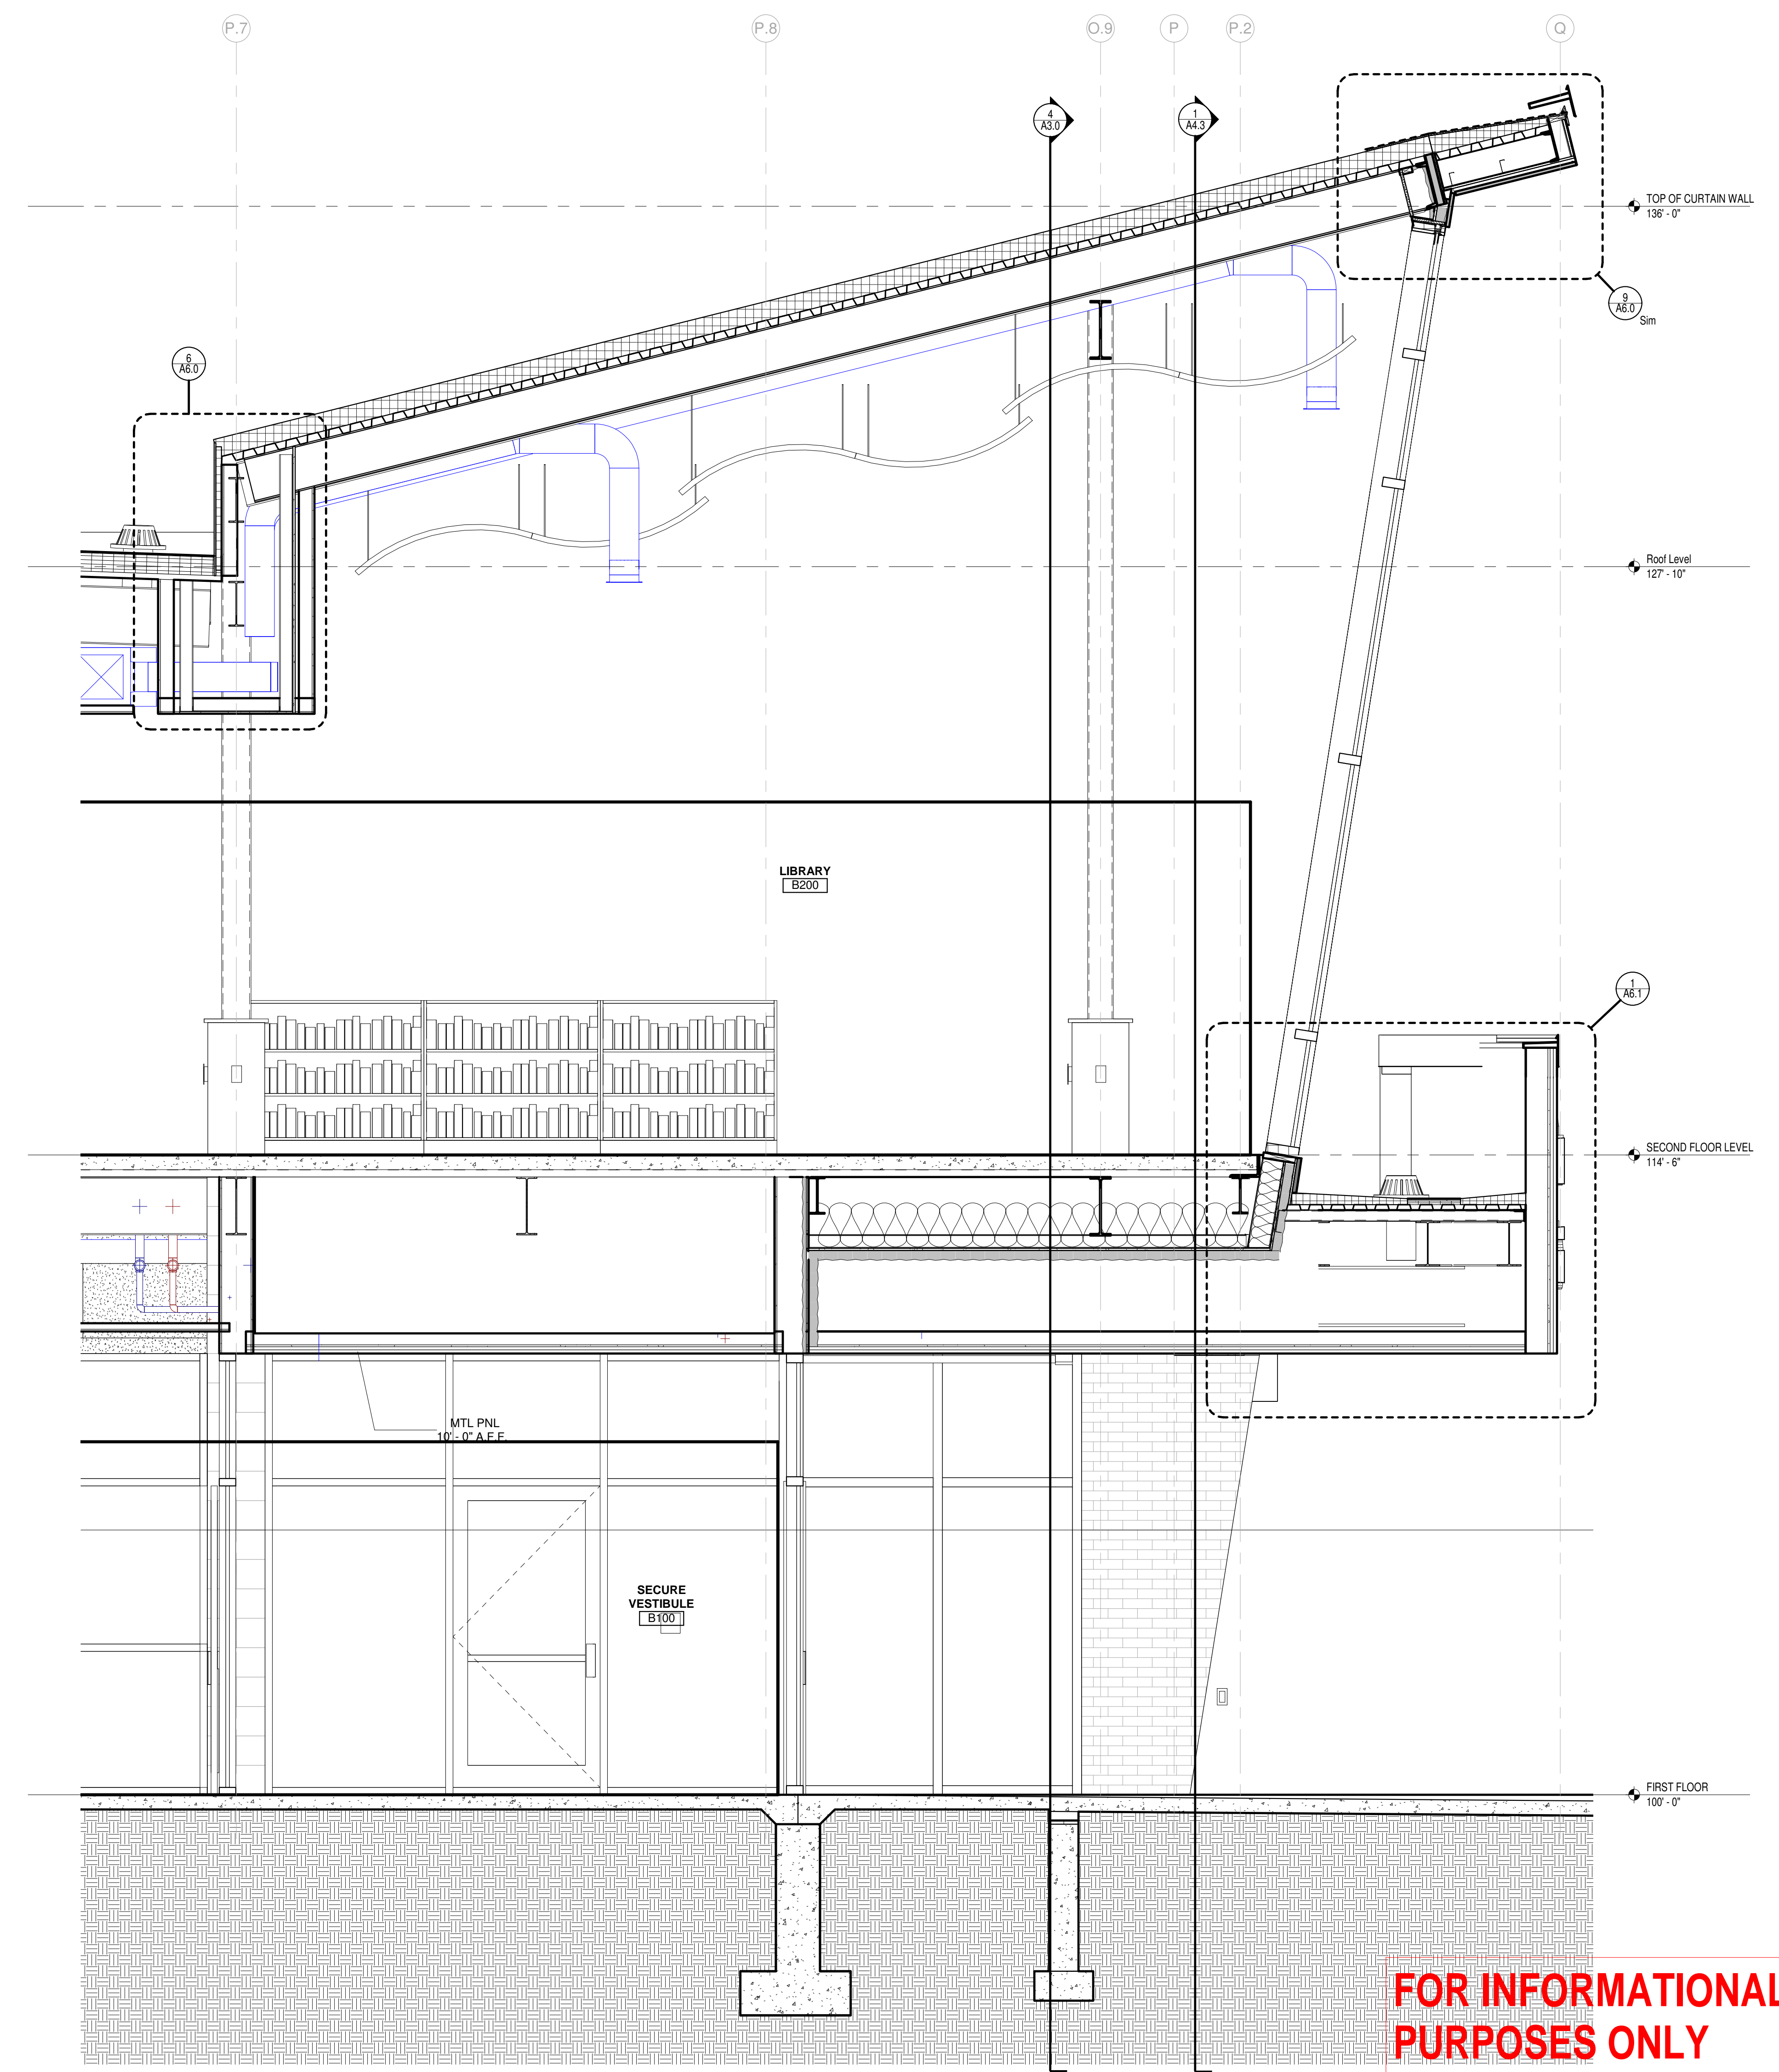 P.7
P.8
O.9
P
P.2
Q
4
A3.0
1
A4.3
TOP OF CURTAIN WALL
136' - 0"
9
A6.0
Sim
6
A6.0
Roof Level
127' - 10"
LIBRARY
B200
1
A6.1
SECOND FLOOR LEVEL
114' - 6"
MTL PNL
10' - 0" A.F.F.
SECURE
VESTIBULE
B100
FIRST FLOOR
100' - 0"
FOR INFORMATIONAL
PURPOSES ONLY